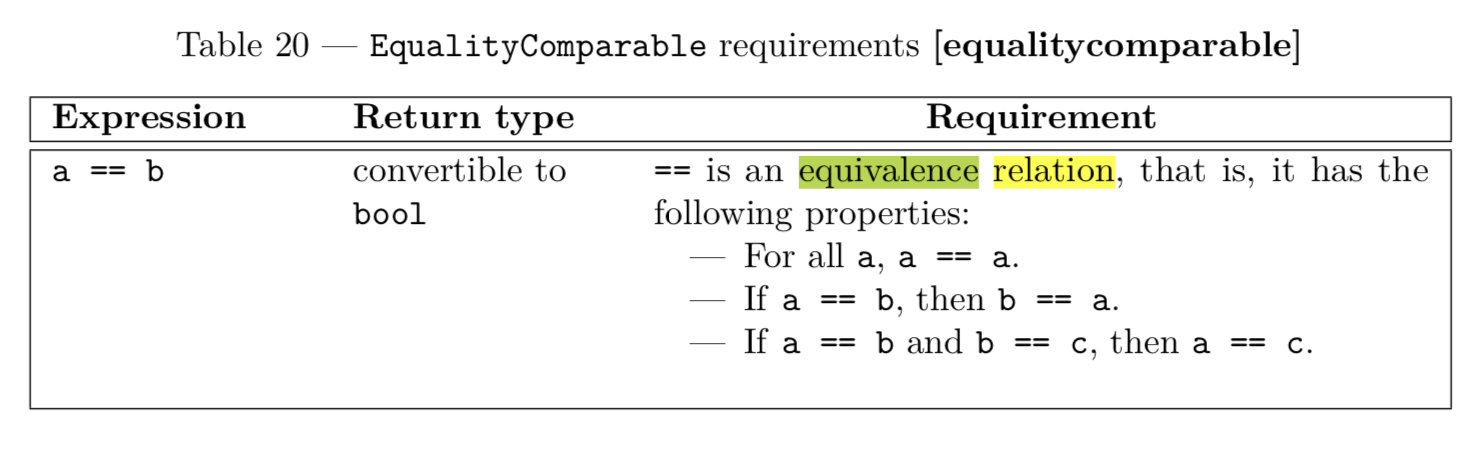 Table 20 — EqualityComparable requirements [equalitycomparable]
Expression Return type Requirement
a == b convertible to == is an equivalence relation, that is, it has the
bool following properties:
— For all a, a == a.
— If a == b, then b == a.
— If a == b and b == c, then a == c.